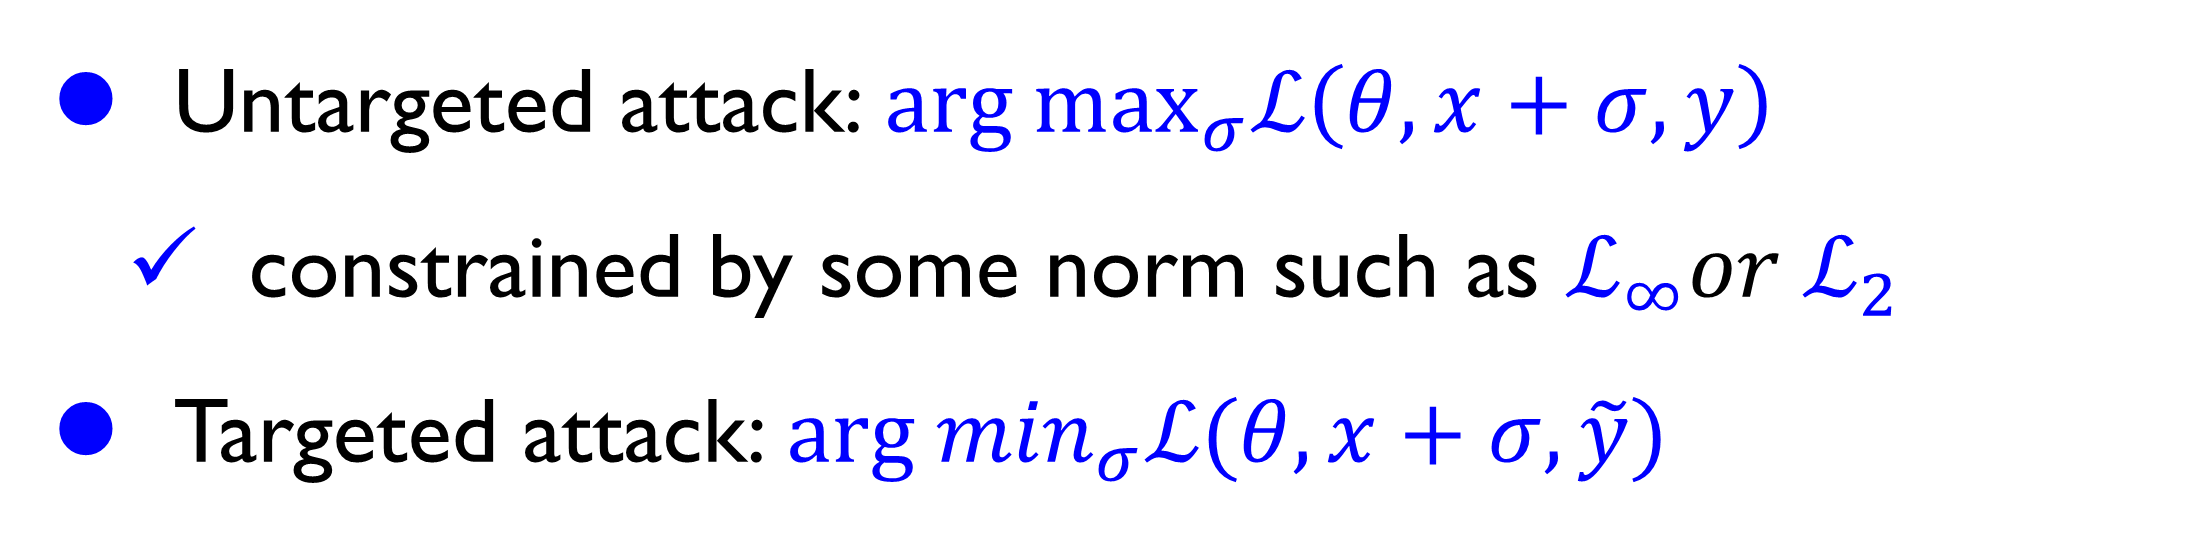 ● Untargeted attack: arg max_σ ℒ(θ, x + σ, y)
✓ constrained by some norm such as ℒ_∞ or ℒ_2
● Targeted attack: arg min_σ ℒ(θ, x + σ, ỹ)